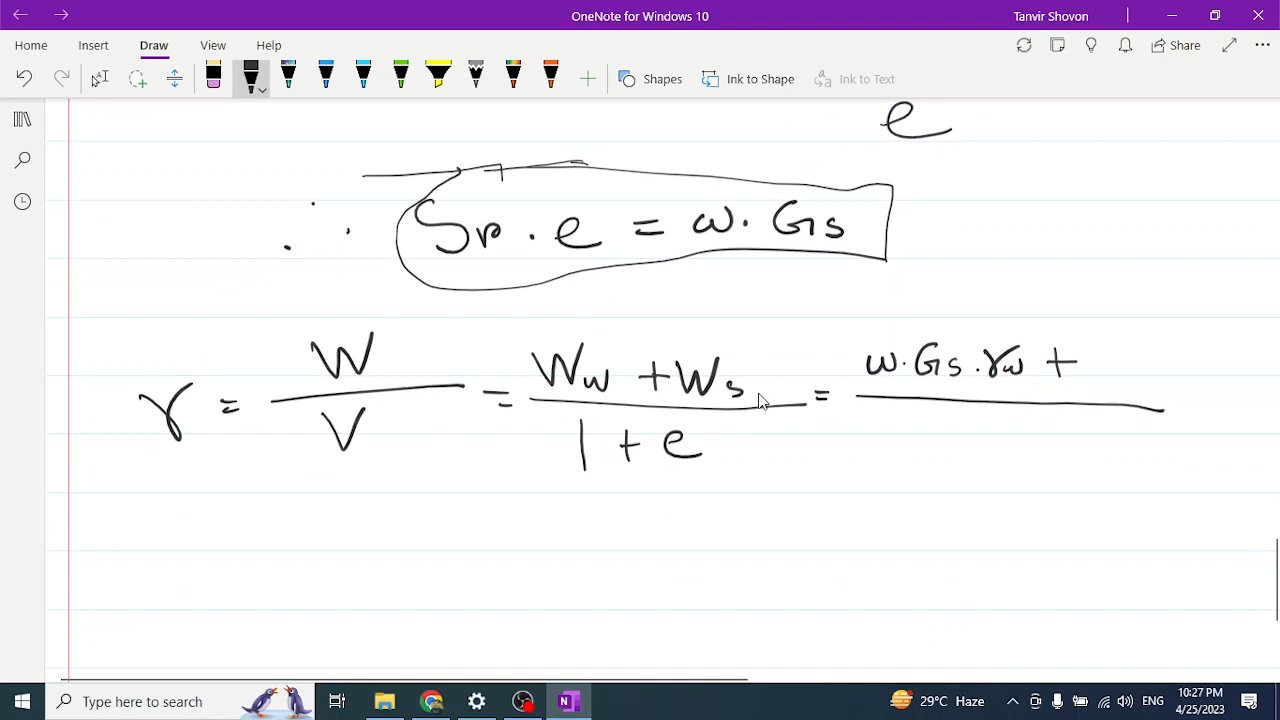 OneNote for Windows 10
Tanvir Shovon
Home Insert Draw View Help
Share
Shapes Ink to Shape Ink to Text
e
∴ Sr . e = ω . Gs
γ = W / V = (Ww + Ws) / (1 + e) = ω . Gs . γω +
Type here to search
29°C Haze
ENG
10:27 PM
4/25/2023